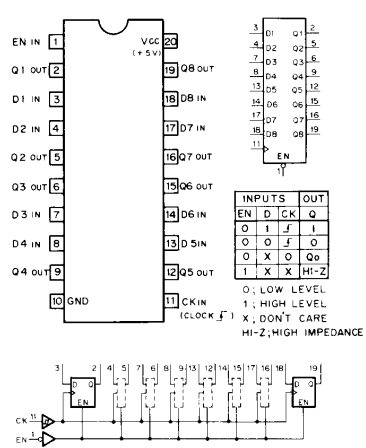 EN IN 1
VCC 20
(+5V)
Q1 OUT 2
19 Q8 OUT
D1 IN 3
18 D8 IN
D2 IN 4
17 D7 IN
Q2 OUT 5
16 Q7 OUT
Q3 OUT 6
15 Q6 OUT
D3 IN 7
14 D6 IN
D4 IN 8
13 D5IN
Q4 OUT 9
12 Q5 OUT
10 GND
11 CKIN
(CLOCK ⨍)
3 D1 Q1 2
4 D2 Q2 5
7 D3 Q3 6
8 D4 Q4 9
13 D5 Q5 12
14 D6 Q6 15
17 D7 Q7 16
18 D8 Q8 19
11
EN
1
INPUTS OUT
EN D CK Q
0 1 ⨍ 1
0 0 ⨍ 0
0 X 0 Qo
1 X X HI-Z
0; LOW LEVEL
1; HIGH LEVEL
X; DON'T CARE
HI-Z; HIGH IMPEDANCE
3 2 4 5 7 6 8 9 13 12 14 15 17 16 18 19
D Q
EN
D Q
EN
CK 11
EN 1